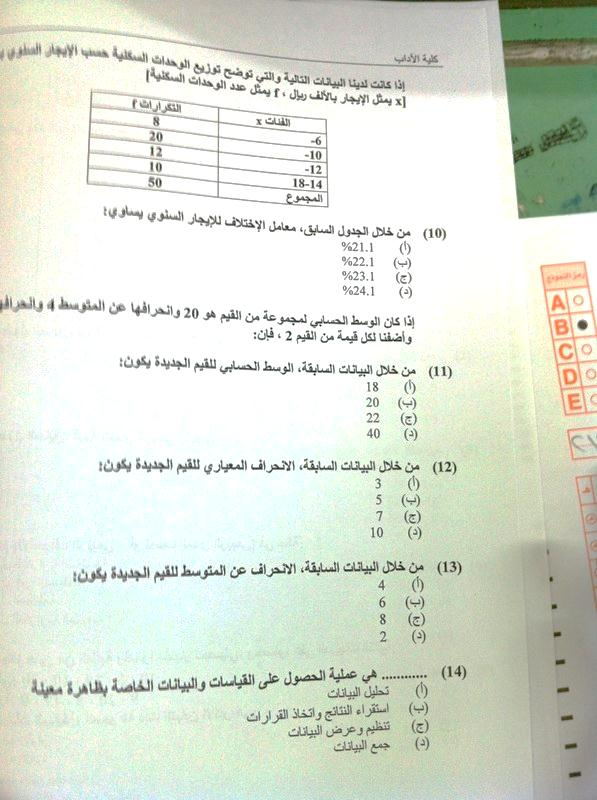 كلية الآداب
إذا كانت لدينا البيانات التالية والتي توضح توزيع الوحدات السكنية حسب الإيجار السنوي
[x يمثل الإيجار بالألف ريال ، f يمثل عدد الوحدات السكنية]
الفئات x التكرارات f
6- 8
10- 20
12- 12
14-18 10
المجموع 50
(10) من خلال الجدول السابق، معامل الإختلاف للإيجار السنوي يساوي:
(أ) 21.1%
(ب) 22.1%
(ج) 23.1%
(د) 24.1%
إذا كان الوسط الحسابي لمجموعة من القيم هو 20 وانحرافها عن المتوسط 4
وأضفنا لكل قيمة من القيم 2 ، فإن:
(11) من خلال البيانات السابقة، الوسط الحسابي للقيم الجديدة يكون:
(أ) 18
(ب) 20
(ج) 22
(د) 40
(12) من خلال البيانات السابقة، الانحراف المعياري للقيم الجديدة يكون:
(أ) 3
(ب) 5
(ج) 7
(د) 10
(13) من خلال البيانات السابقة، الانحراف عن المتوسط للقيم الجديدة يكون:
(أ) 4
(ب) 6
(ج) 8
(د) 2
(14) ............ هي عملية الحصول على القياسات والبيانات الخاصة بظاهرة معينة
(أ) تحليل البيانات
(ب) استقراء النتائج واتخاذ القرارات
(ج) تنظيم وعرض البيانات
(د) جمع البيانات
رمز النموذج
A
B
C
D
E